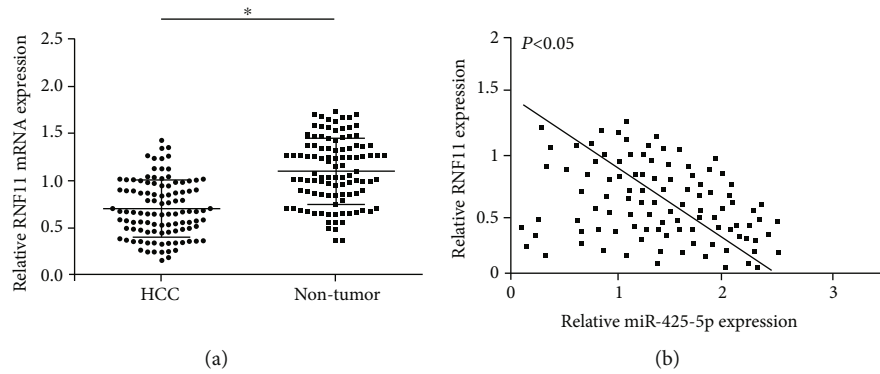 *
Relative RNF11 mRNA expression
2.5
2.0
1.5
1.0
0.5
0.0
HCC
Non-tumor
(a)
P<0.05
Relative RNF11 expression
2
1.5
1
0.5
0
0
1
2
3
Relative miR-425-5p expression
(b)